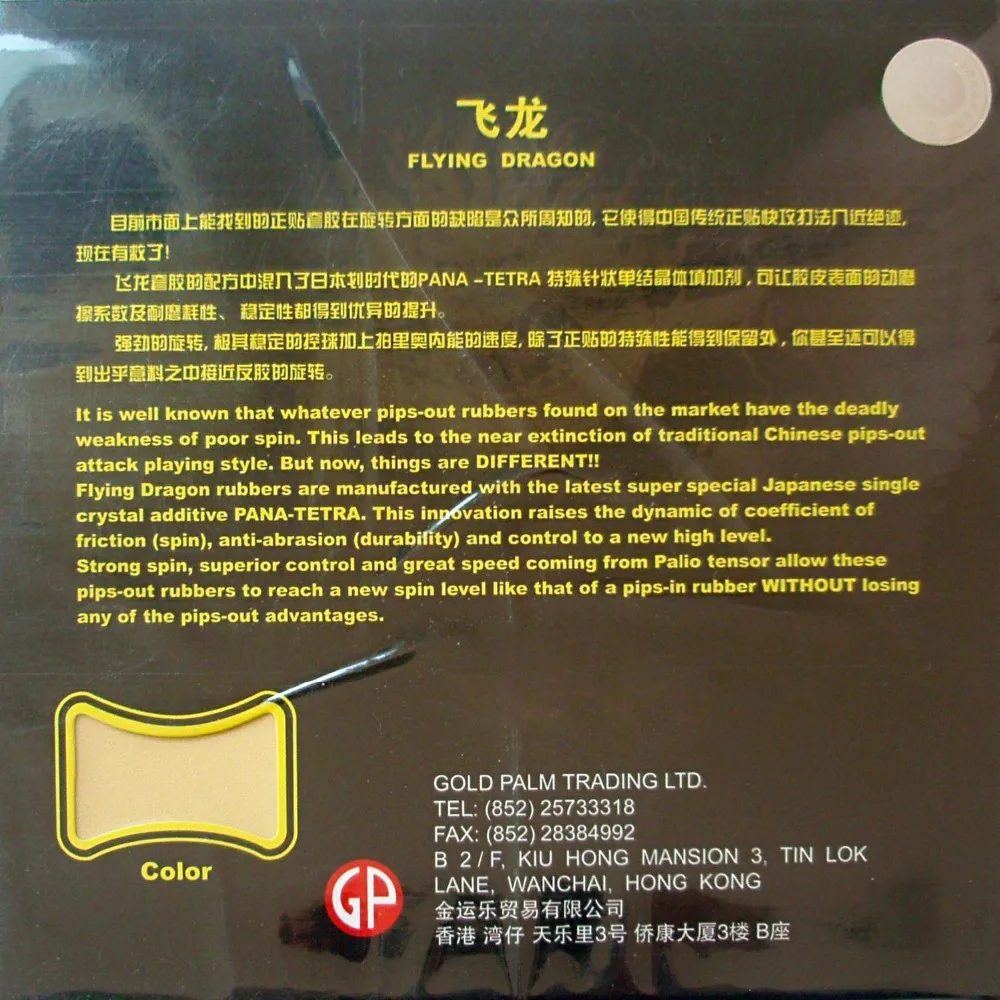 飞龙
FLYING DRAGON
目前市面上能找到的正贴套胶在旋转方面的缺陷是众所周知的,它使得中国传统正贴快攻打法几近绝迹,
现在有救了!
飞龙套胶的配方中混入了日本划时代的PANA -TETRA 特殊针状单结晶体填加剂,可让胶皮表面的动磨
擦系数及耐磨耗性、稳定性都得到优异的提升。
强劲的旋转,极其稳定的控球加上拍里奥内能的速度,除了正贴的特殊性能得到保留外,你甚至还可以得
到出乎意料之中接近反胶的旋转。
It is well known that whatever pips-out rubbers found on the market have the deadly
weakness of poor spin. This leads to the near extinction of traditional Chinese pips-out
attack playing style. But now, things are DIFFERENT!!
Flying Dragon rubbers are manufactured with the latest super special Japanese single
crystal additive PANA-TETRA. This innovation raises the dynamic of coefficient of
friction (spin), anti-abrasion (durability) and control to a new high level.
Strong spin, superior control and great speed coming from Palio tensor allow these
pips-out rubbers to reach a new spin level like that of a pips-in rubber WITHOUT losing
any of the pips-out advantages.
Color
GP
GOLD PALM TRADING LTD.
TEL: (852) 25733318
FAX: (852) 28384992
B 2/F, KIU HONG MANSION 3, TIN LOK
LANE, WANCHAI, HONG KONG
金运乐贸易有限公司
香港 湾仔 天乐里3号 侨康大厦3楼 B座